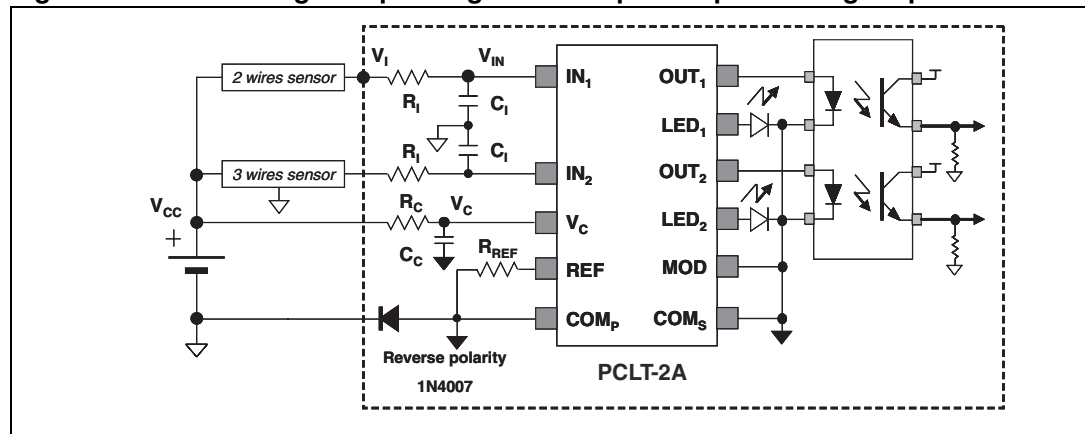 V_I
V_IN
2 wires sensor
R_I
C_I
IN_1
OUT_1
LED_1
C_I
R_I
3 wires sensor
IN_2
OUT_2
V_CC
+
R_C
V_C
V_C
LED_2
C_C
R_REF
REF
MOD
COM_P
COM_S
Reverse polarity
1N4007
PCLT-2A